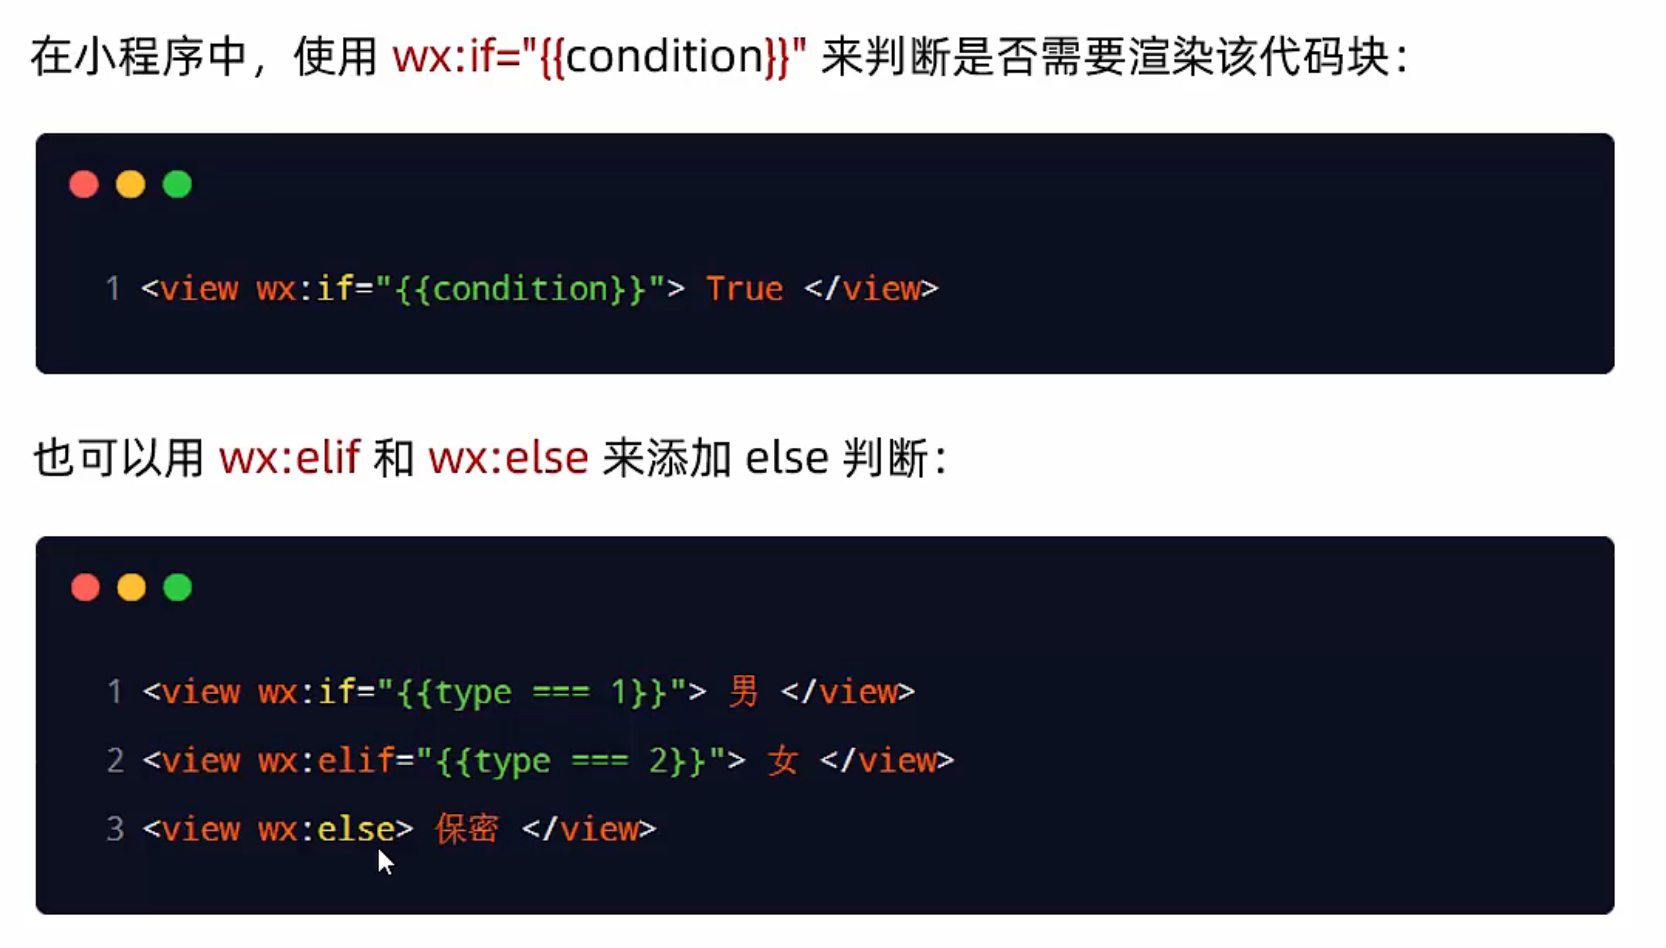 在小程序中，使用 wx:if="{{condition}}" 来判断是否需要渲染该代码块：
1 <view wx:if="{{condition}}"> True </view>
也可以用 wx:elif 和 wx:else 来添加 else 判断：
1 <view wx:if="{{type === 1}}"> 男 </view>
2 <view wx:elif="{{type === 2}}"> 女 </view>
3 <view wx:else> 保密 </view>